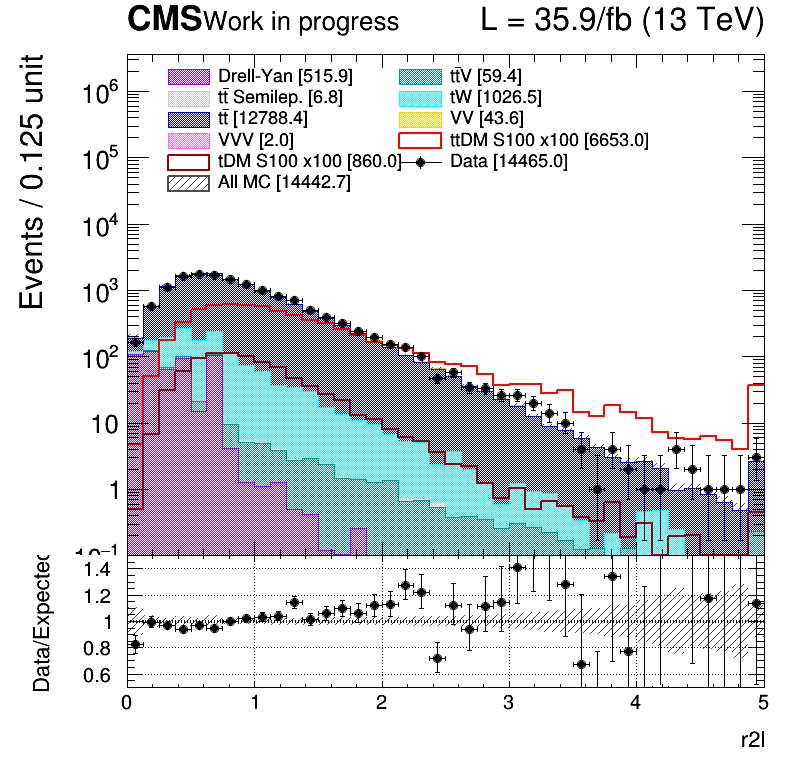 CMS Work in progress L = 35.9/fb (13 TeV)
Events / 0.125 unit
Drell-Yan [515.9] tt̄V [59.4]
tt̄ Semilep. [6.8] tW [1026.5]
tt̄ [12788.4] VV [43.6]
VVV [2.0] ttDM S100 x100 [6653.0]
tDM S100 x100 [860.0] Data [14465.0]
All MC [14442.7]
10⁶
10⁵
10⁴
10³
10²
10
1
10⁻¹
Data/Expected
1.4
1.2
1
0.8
0.6
0 1 2 3 4 5
r2l